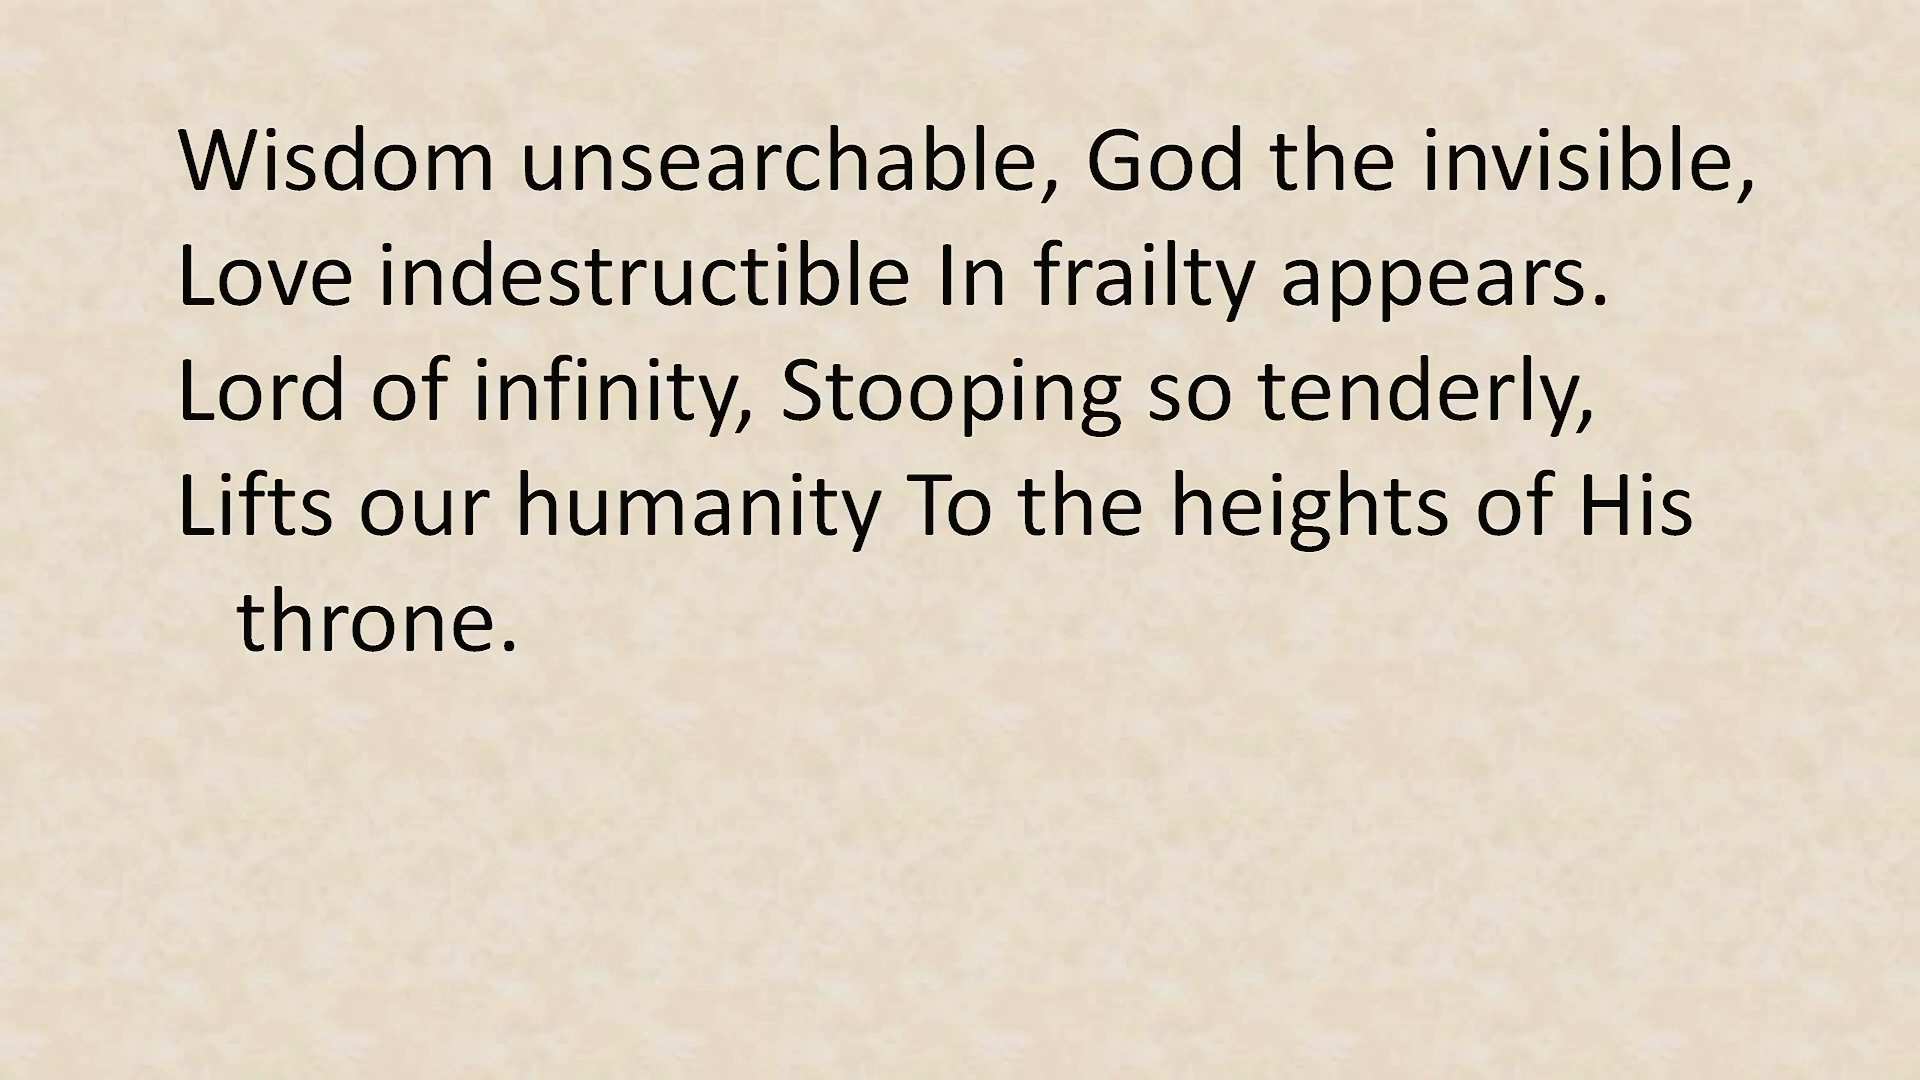 Wisdom unsearchable, God the invisible,
Love indestructible In frailty appears.
Lord of infinity, Stooping so tenderly,
Lifts our humanity To the heights of His
throne.